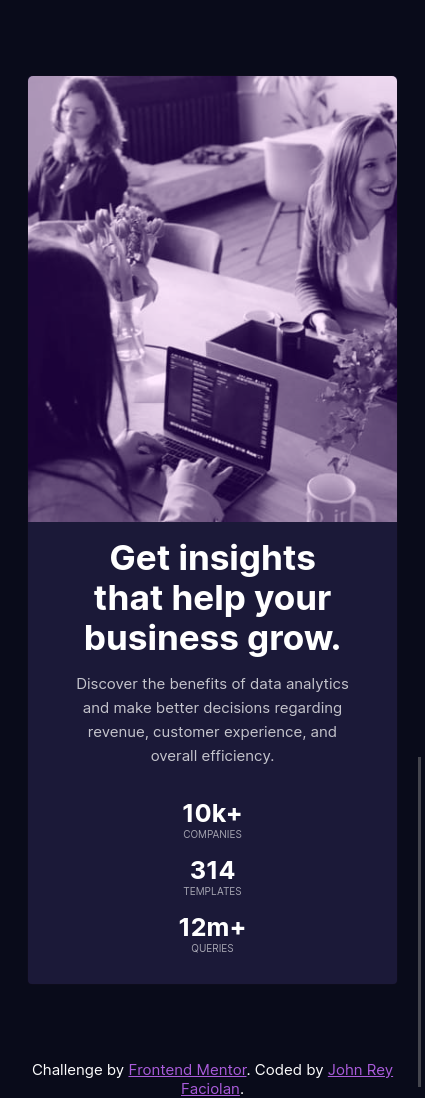 Get insights
that help your
business grow.
Discover the benefits of data analytics
and make better decisions regarding
revenue, customer experience, and
overall efficiency.
10k+
COMPANIES
314
TEMPLATES
12m+
QUERIES
Challenge by Frontend Mentor. Coded by John Rey
Faciolan.